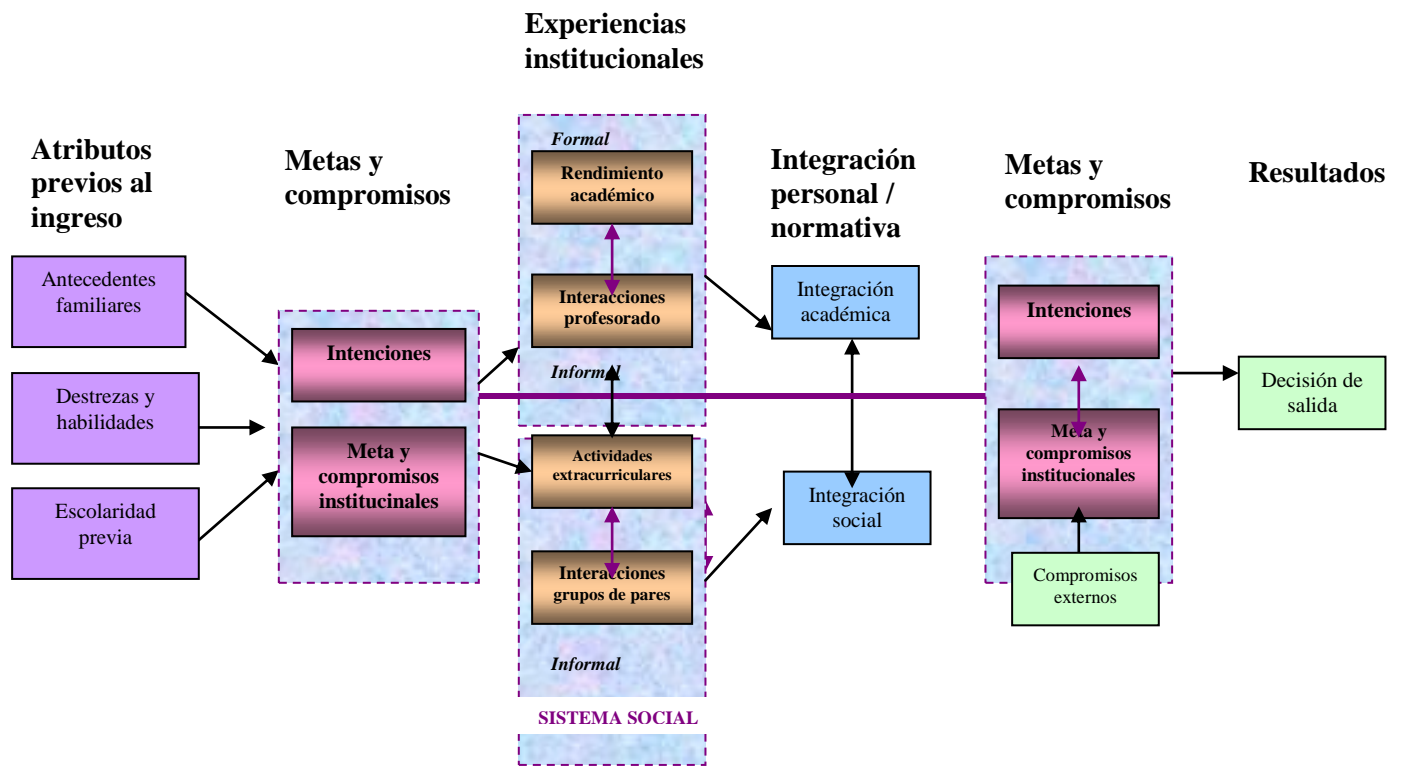 Experiencias
institucionales
Atributos
previos al
ingreso
Metas y
compromisos
Integración
personal /
normativa
Metas y
compromisos
Resultados
Antecedentes
familiares
Destrezas y
habilidades
Escolaridad
previa
Intenciones
Meta y
compromisos
institucinales
Formal
Rendimiento
académico
Interacciones
profesorado
Informal
Actividades
extracurriculares
Interacciones
grupos de pares
Informal
SISTEMA SOCIAL
Integración
académica
Integración
social
Intenciones
Meta y
compromisos
institucionales
Compromisos
externos
Decisión de
salida